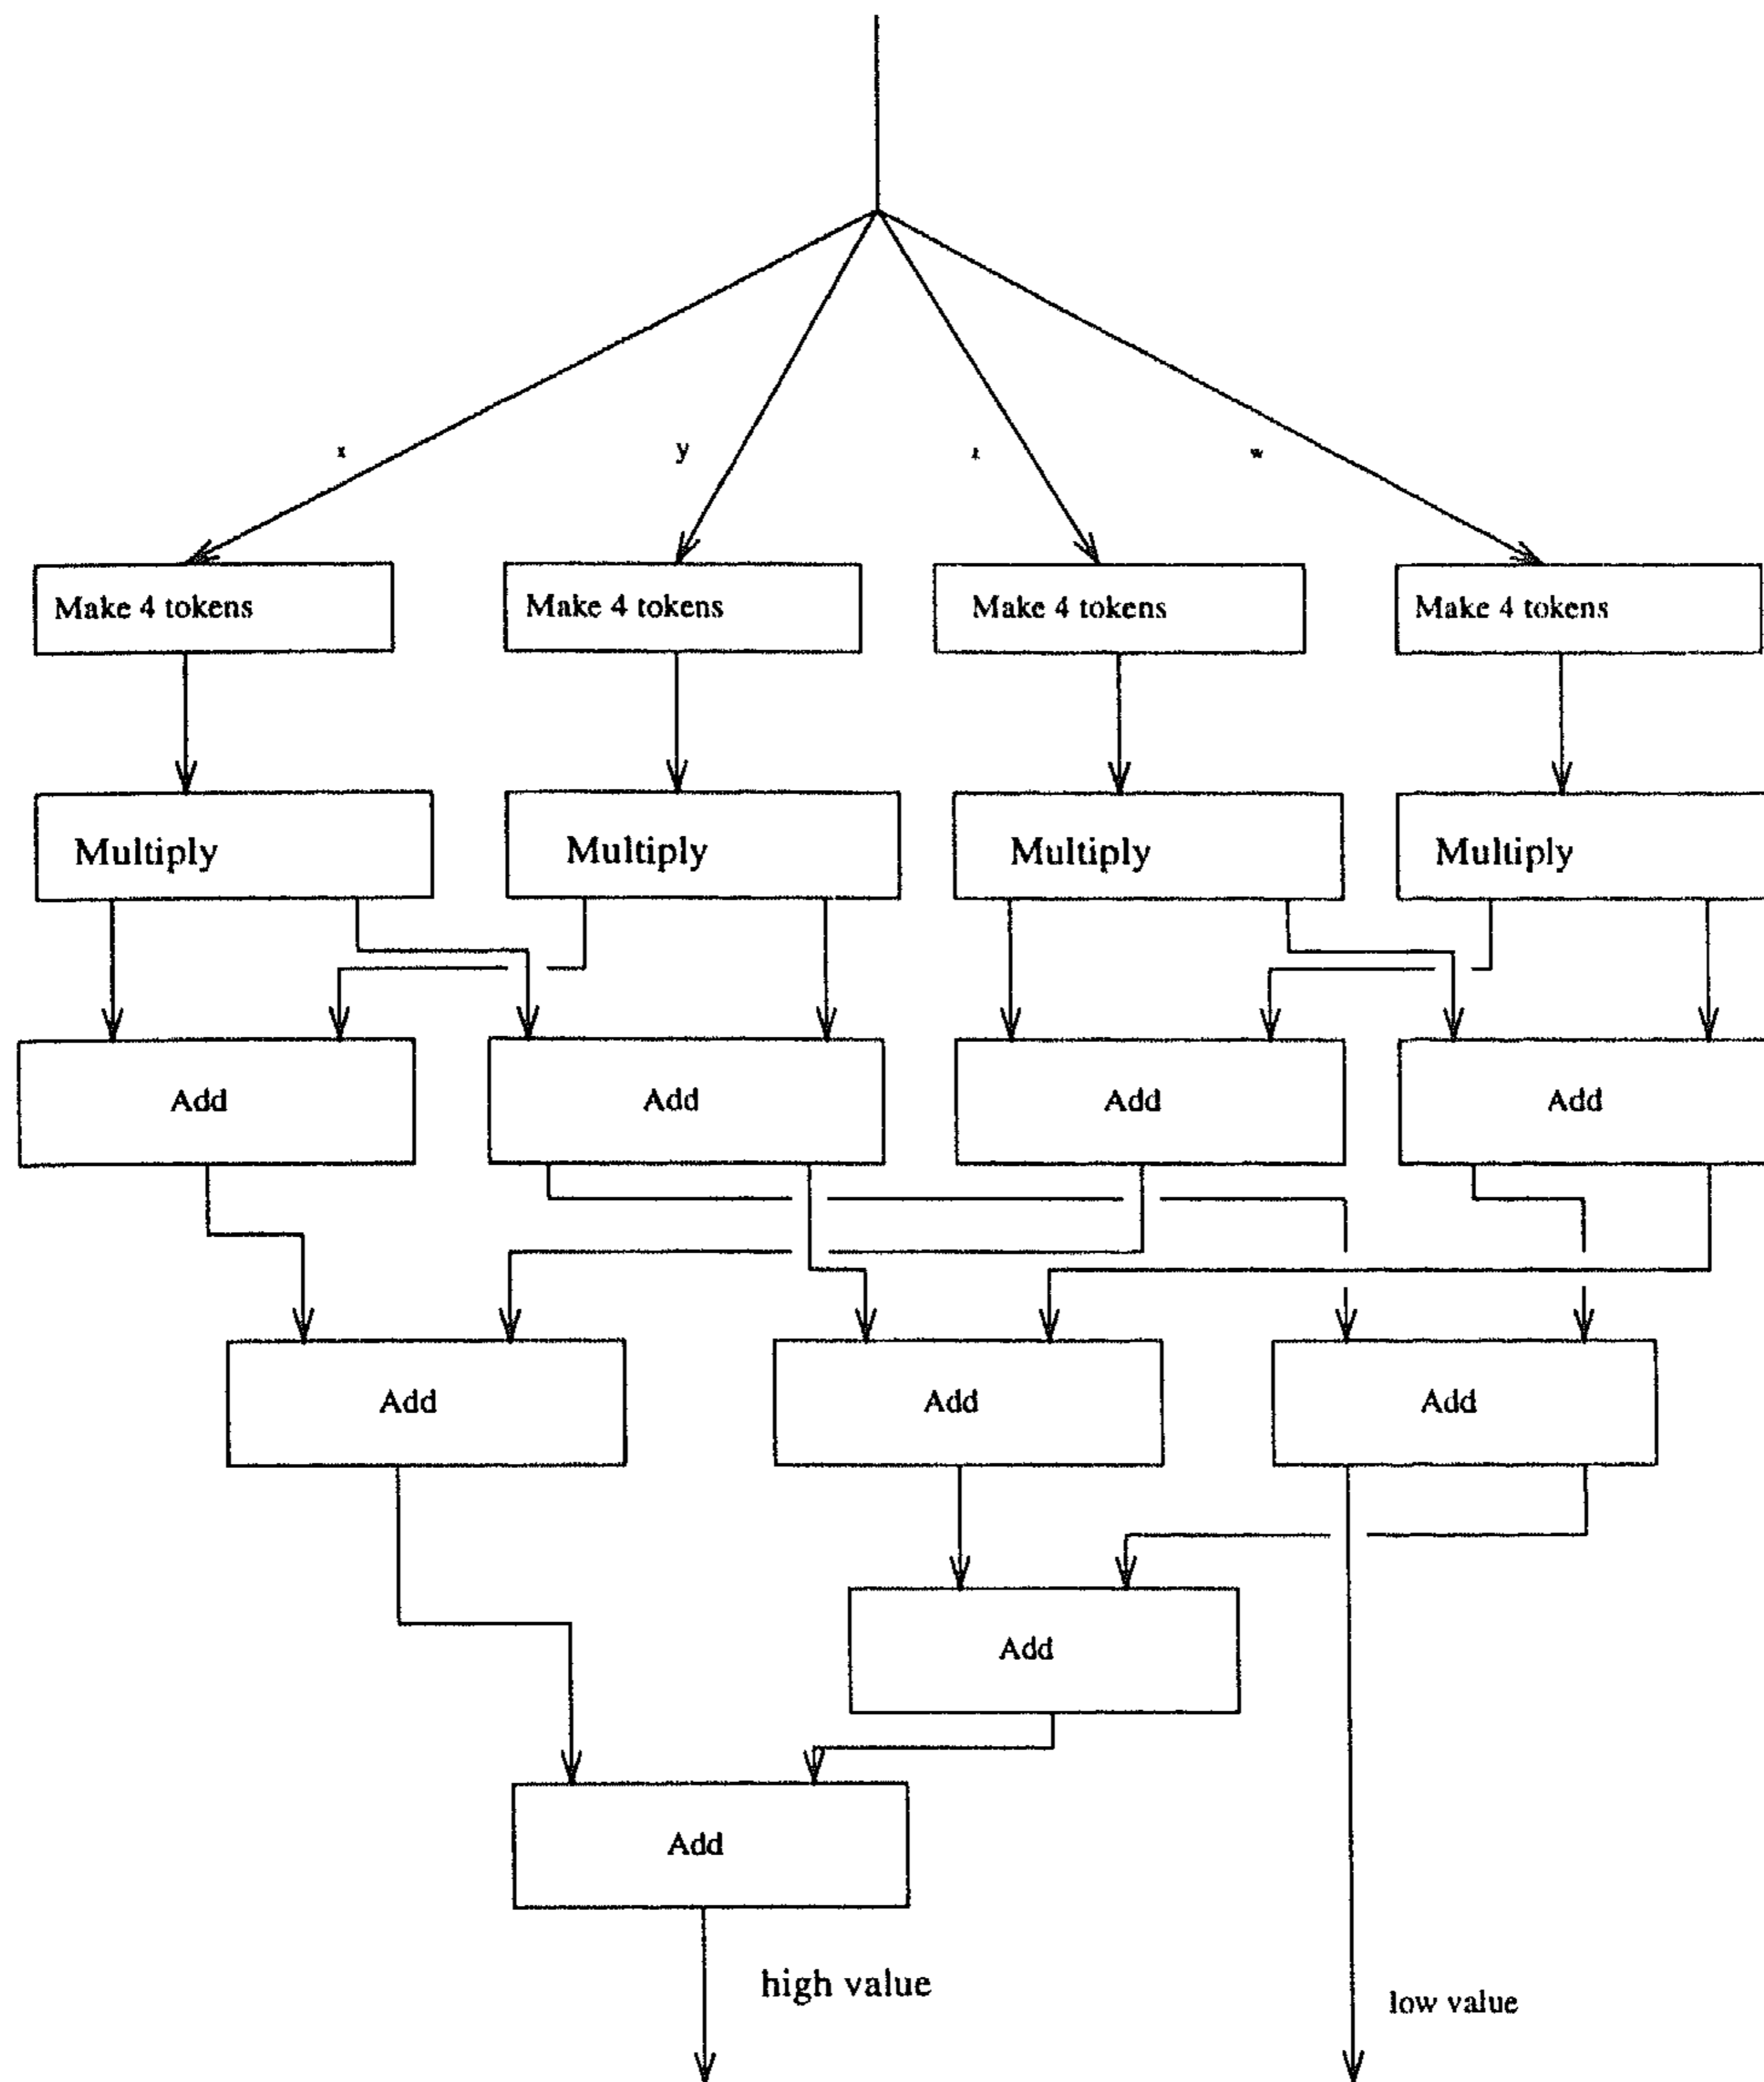 x
y
z
w
Make 4 tokens
Make 4 tokens
Make 4 tokens
Make 4 tokens
Multiply
Multiply
Multiply
Multiply
Add
Add
Add
Add
Add
Add
Add
Add
Add
high value
low value